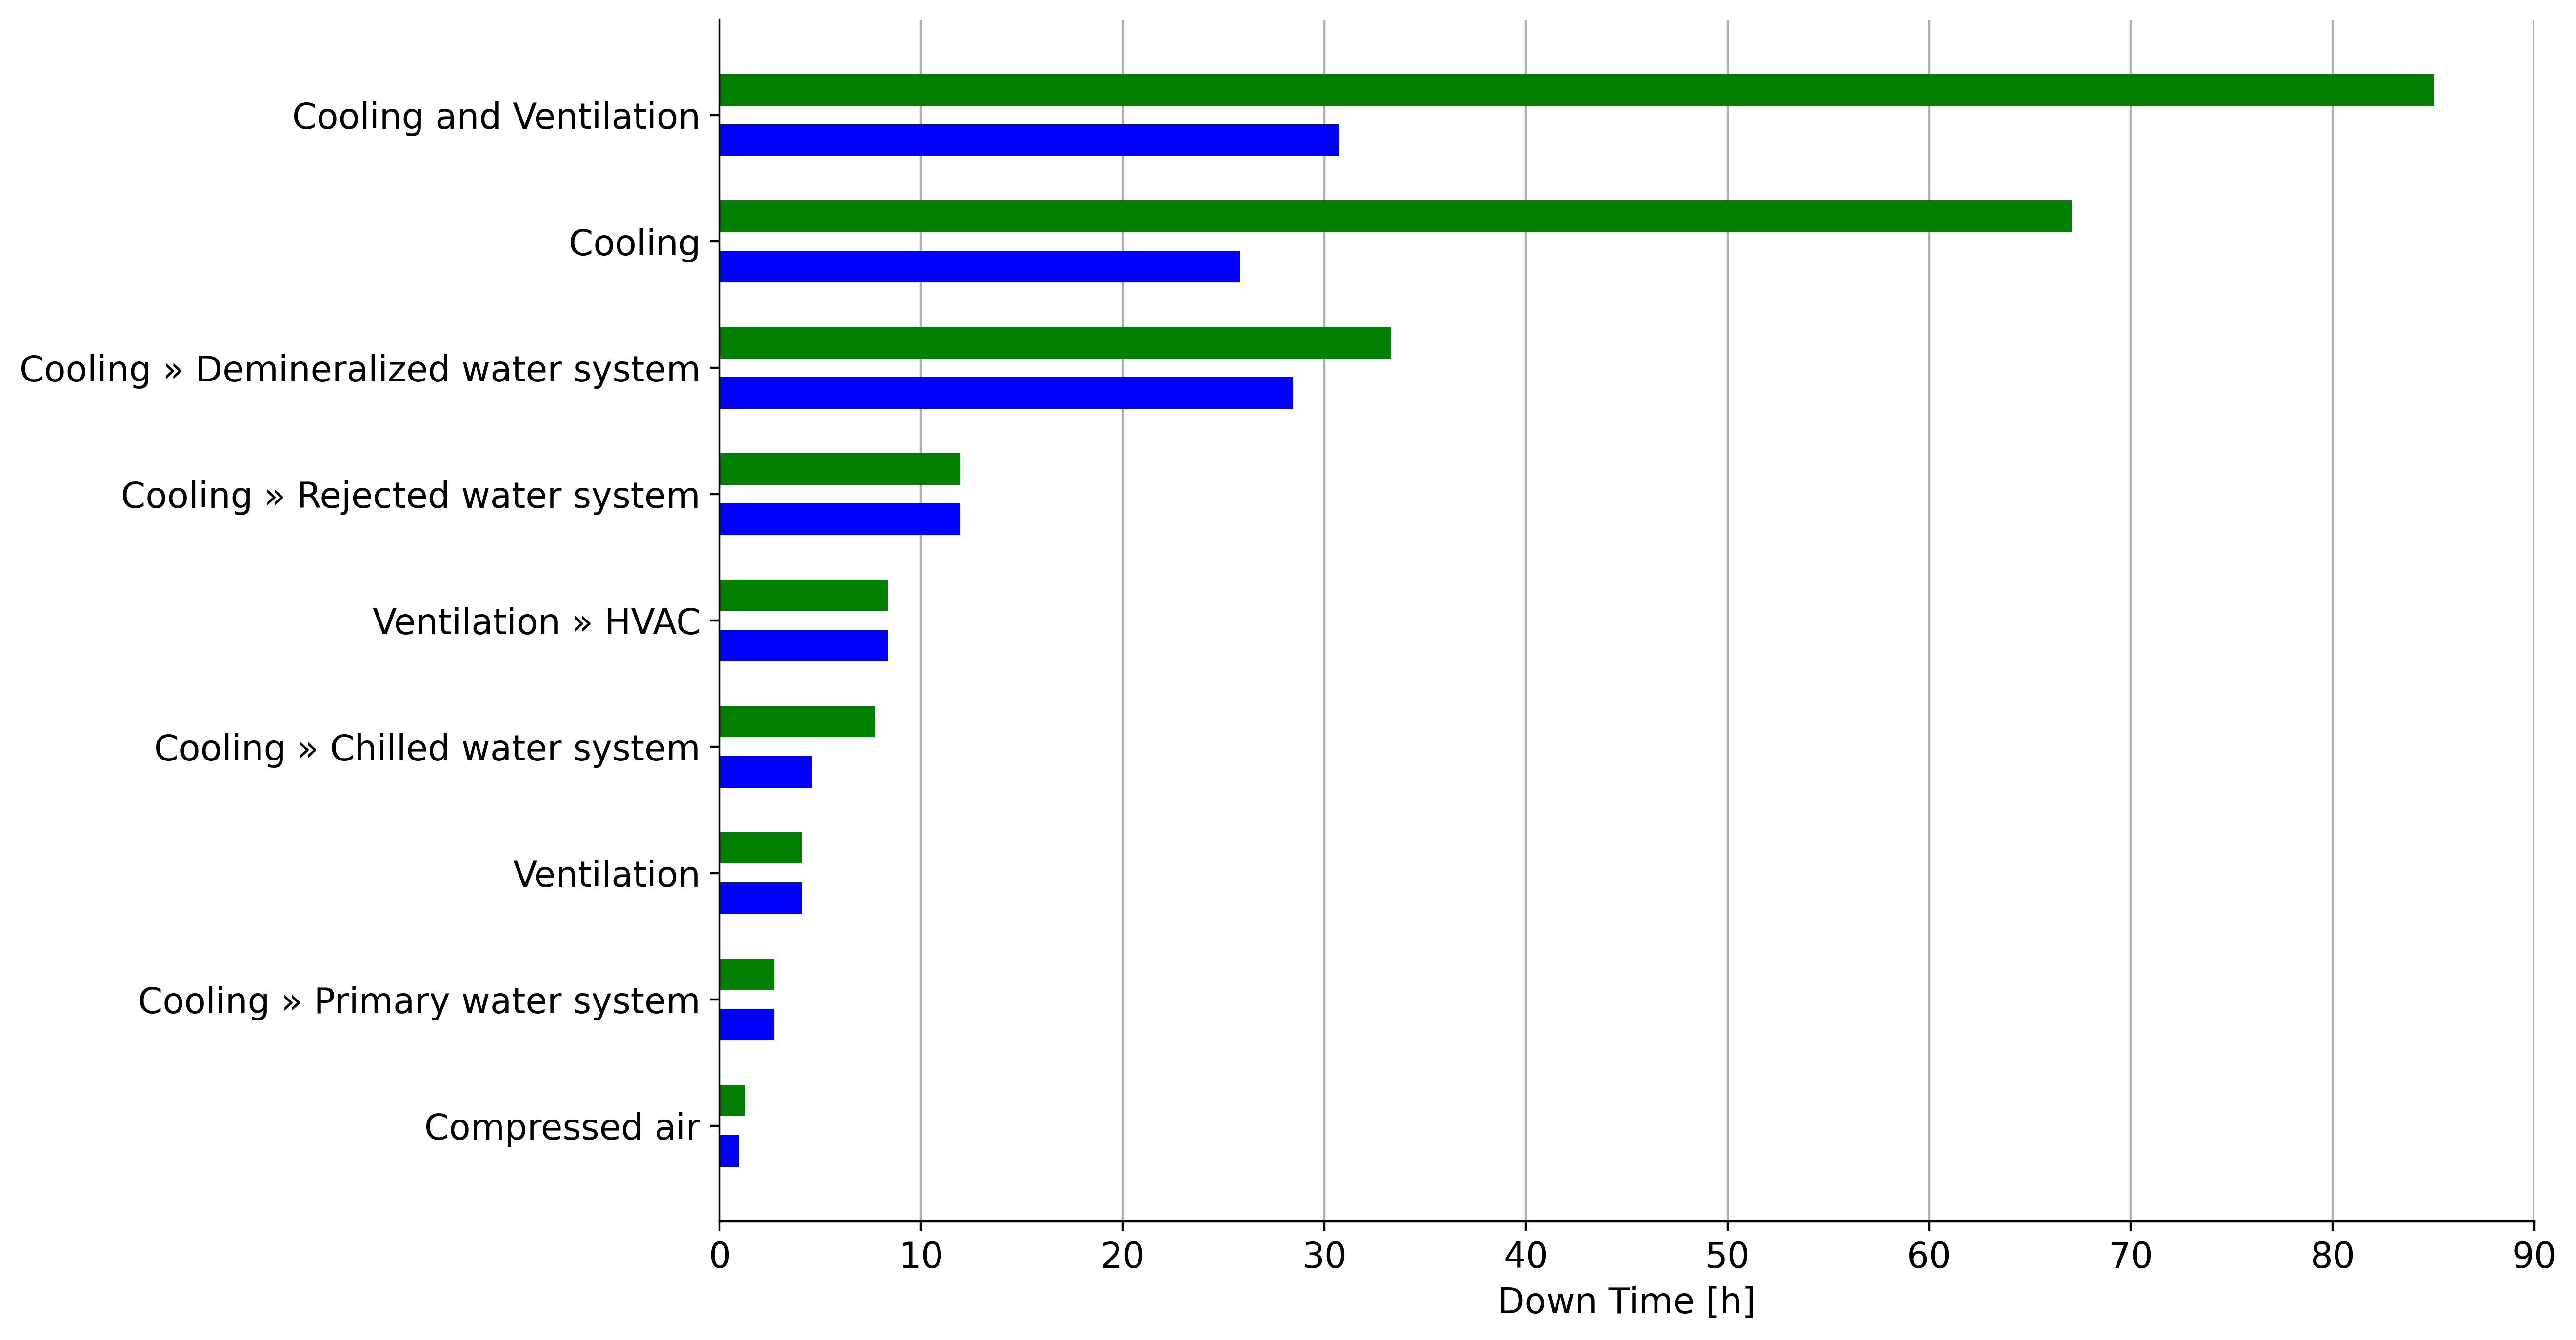 Cooling and Ventilation
Cooling
Cooling » Demineralized water system
Cooling » Rejected water system
Ventilation » HVAC
Cooling » Chilled water system
Ventilation
Cooling » Primary water system
Compressed air
0 10 20 30 40 50 60 70 80 90
Down Time [h]